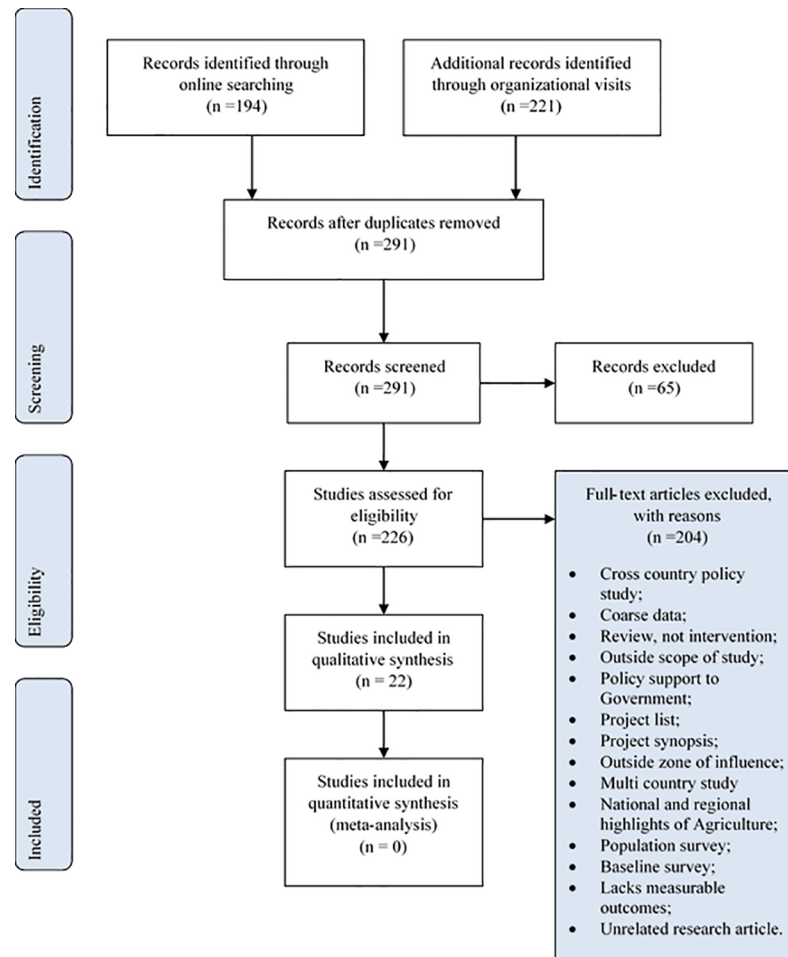 Identification
Records identified through
online searching
(n =194)
Additional records identified
through organizational visits
(n =221)
Records after duplicates removed
(n =291)
Screening
Records screened
(n =291)
Records excluded
(n =65)
Eligibility
Studies assessed for
eligibility
(n =226)
Full-text articles excluded,
with reasons
(n =204)
• Cross country policy
study;
• Coarse data;
• Review, not intervention;
• Outside scope of study;
• Policy support to
Government;
• Project list;
• Project synopsis;
• Outside zone of influence;
• Multi country study
• National and regional
highlights of Agriculture;
• Population survey;
• Baseline survey;
• Lacks measurable
outcomes;
• Unrelated research article.
Studies included in
qualitative synthesis
(n = 22)
Included
Studies included in
quantitative synthesis
(meta-analysis)
(n = 0)